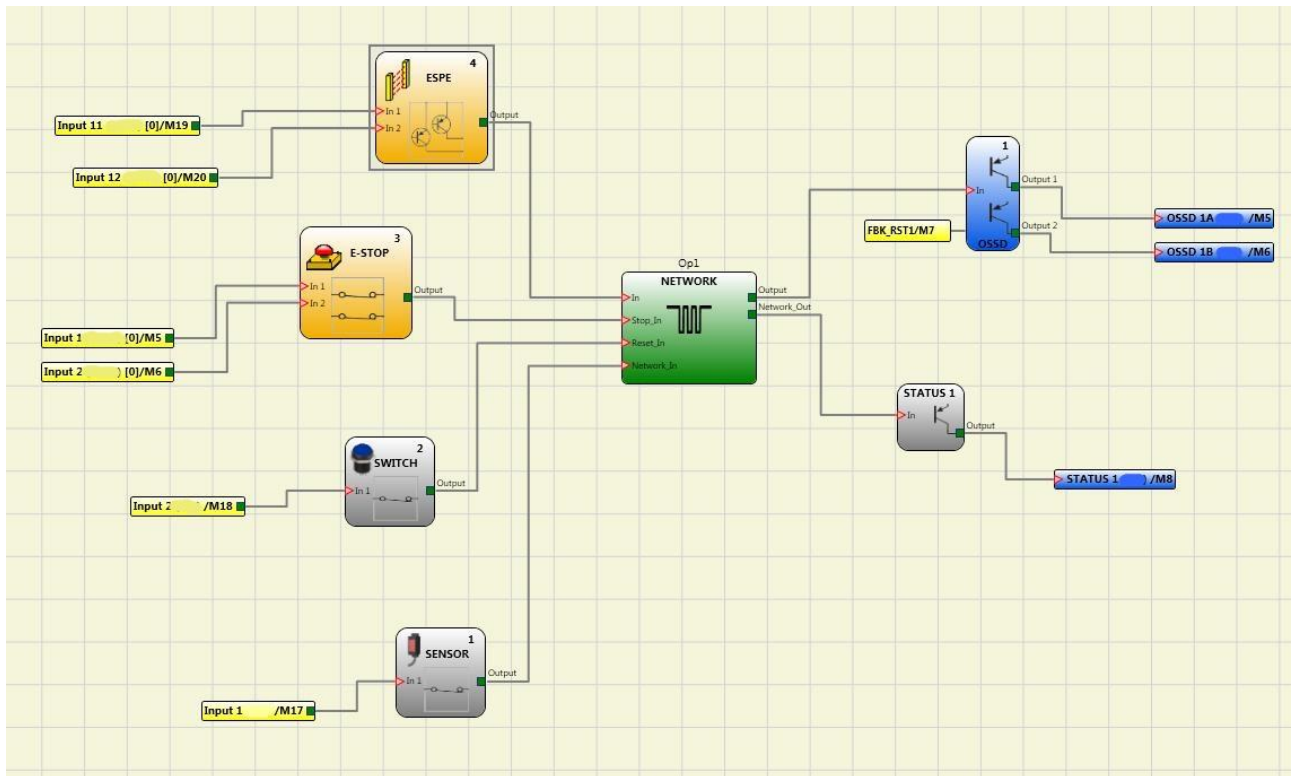 4
ESPE
In 1
In 2
Output
Input 11 [0]/M19
Input 12 [0]/M20
3
E-STOP
In 1
In 2
Output
Input 1 [0]/M5
Input 2 ) [0]/M6
2
SWITCH
In 1
Output
Input 2 /M18
1
SENSOR
In 1
Output
Input 1 /M17
Op1
NETWORK
In
Stop_In
Reset_In
Network_In
Output
Network_Out
1
In
Output 1
Output 2
OSSD
FBK_RST1/M7
OSSD 1A /M5
OSSD 1B /M6
STATUS 1
In
Output
STATUS 1 ) /M8